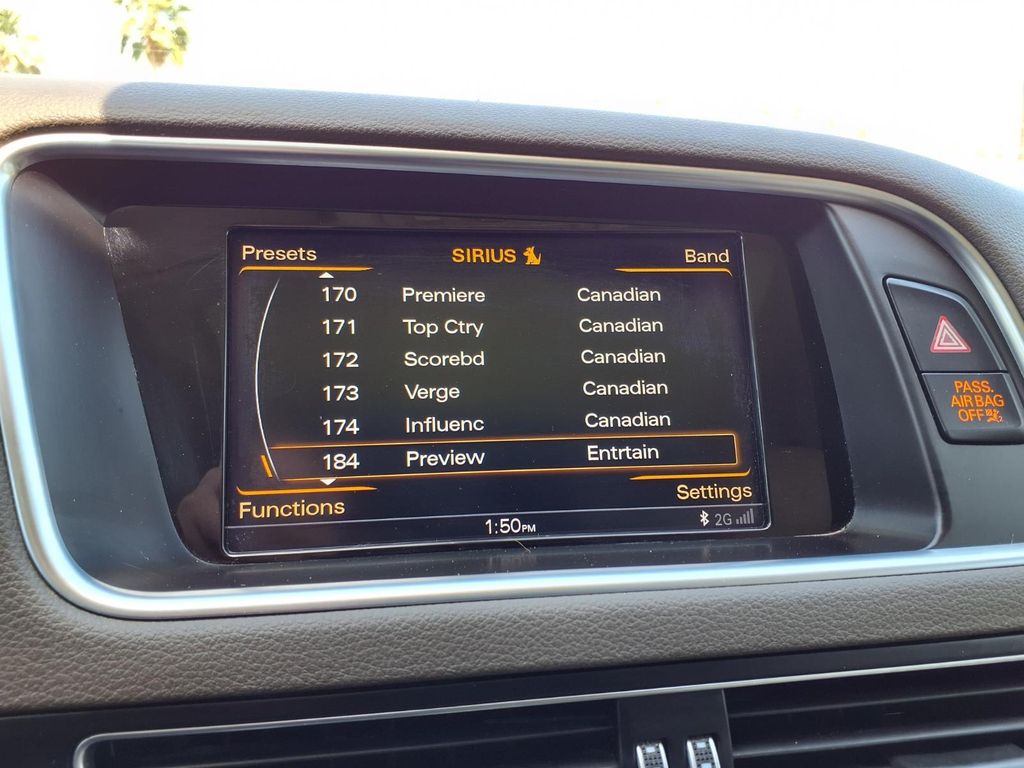 Presets SIRIUS Band
170 Premiere Canadian
171 Top Ctry Canadian
172 Scorebd Canadian
173 Verge Canadian
174 Influenc Canadian
184 Preview Entrtain
Functions Settings
1:50PM 2G
PASS.
AIR BAG
OFF